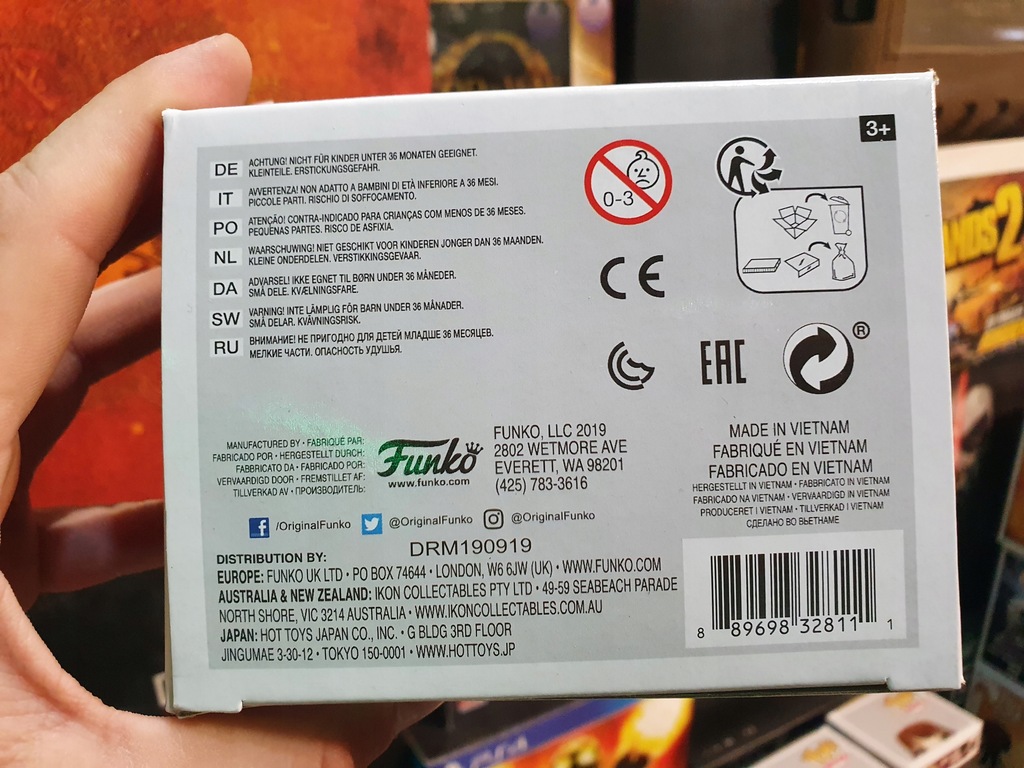 3+
DE ACHTUNG! NICHT FÜR KINDER UNTER 36 MONATEN GEEIGNET.
KLEINTEILE. ERSTICKUNGSGEFAHR.
IT AVVERTENZA! NON ADATTO A BAMBINI DI ETÀ INFERIORE A 36 MESI.
PICCOLE PARTI. RISCHIO DI SOFFOCAMENTO.
PO ATENÇÃO! CONTRA-INDICADO PARA CRIANÇAS COM MENOS DE 36 MESES.
PEQUENAS PARTES. RISCO DE ASFIXIA.
NL WAARSCHUWING! NIET GESCHIKT VOOR KINDEREN JONGER DAN 36 MAANDEN.
KLEINE ONDERDELEN. VERSTIKKINGSGEVAAR.
DA ADVARSEL! IKKE EGNET TIL BØRN UNDER 36 MÅNEDER.
SMÅ DELE. KVÆLNINGSFARE.
SW VARNING! INTE LÄMPLIG FÖR BARN UNDER 36 MÅNADER.
SMÅ DELAR. KVÄVNINGSRISK.
RU ВНИМАНИЕ! НЕ ПРИГОДНО ДЛЯ ДЕТЕЙ МЛАДШЕ 36 МЕСЯЦЕВ.
МЕЛКИЕ ЧАСТИ. ОПАСНОСТЬ УДУШЬЯ.
0-3
CE
EAC
®
MANUFACTURED BY • FABRIQUÉ PAR:
FABRICADO POR • HERGESTELLT DURCH:
FABBRICATO DA • FABRICADO POR:
VERVAARDIGD DOOR • FREMSTILLET AF:
TILLVERKAD AV • ПРОИЗВОДИТЕЛЬ:
Funko
www.funko.com
FUNKO, LLC 2019
2802 WETMORE AVE
EVERETT, WA 98201
(425) 783-3616
MADE IN VIETNAM
FABRIQUÉ EN VIETNAM
FABRICADO EN VIETNAM
HERGESTELLT IN VIETNAM • FABBRICATO IN VIETNAM
FABRICADO NA VIETNAM • VERVAARDIGD IN VIETNAM
PRODUCERET I VIETNAM • TILLVERKAD I VIETNAM
СДЕЛАНО ВО ВЬЕТНАМЕ
/OriginalFunko @OriginalFunko @OriginalFunko
DRM190919
DISTRIBUTION BY:
EUROPE: FUNKO UK LTD • PO BOX 74644 • LONDON, W6 6JW (UK) • WWW.FUNKO.COM
AUSTRALIA & NEW ZEALAND: IKON COLLECTABLES PTY LTD • 49-59 SEABEACH PARADE
NORTH SHORE, VIC 3214 AUSTRALIA • WWW.IKONCOLLECTABLES.COM.AU
JAPAN: HOT TOYS JAPAN CO., INC. • G BLDG 3RD FLOOR
JINGUMAE 3-30-12 • TOKYO 150-0001 • WWW.HOTTOYS.JP
8 89698 32811 1
2